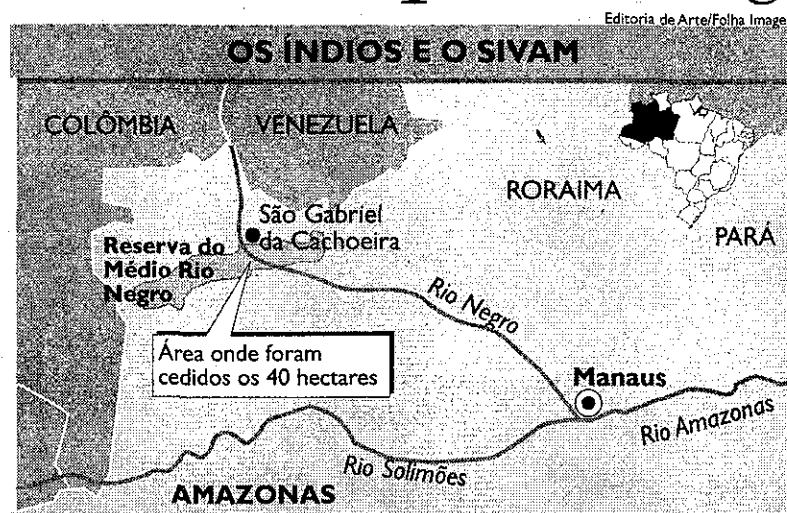 Editoria de Arte/Folha Image
OS ÍNDIOS E O SIVAM
COLÔMBIA
VENEZUELA
RORAIMA
PARÁ
São Gabriel
da Cachoeira
Reserva do
Médio Rio
Negro
Rio Negro
Área onde foram
cedidos os 40 hectares
Manaus
Rio Amazonas
Rio Solimões
AMAZONAS